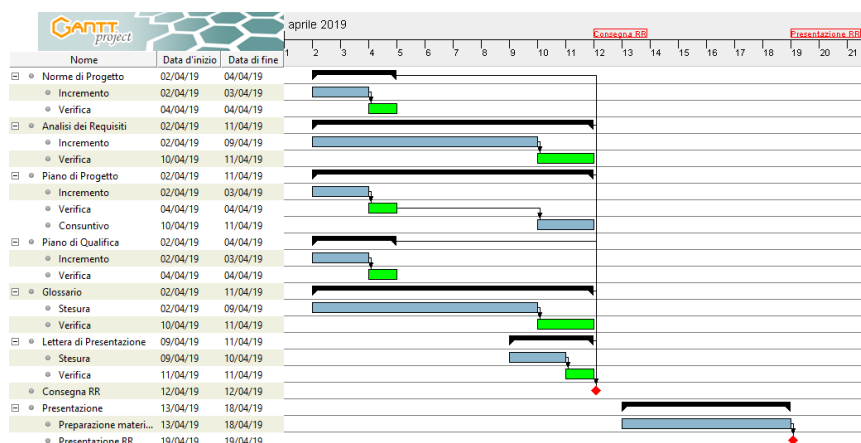 GANTT
project
aprile 2019
Consegna RR
Presentazione RR
1 2 3 4 5 6 7 8 9 10 11 12 13 14 15 16 17 18 19 20 21
Nome Data d'inizio Data di fine
Norme di Progetto 02/04/19 04/04/19
Incremento 02/04/19 03/04/19
Verifica 04/04/19 04/04/19
Analisi dei Requisiti 02/04/19 11/04/19
Incremento 02/04/19 09/04/19
Verifica 10/04/19 11/04/19
Piano di Progetto 02/04/19 11/04/19
Incremento 02/04/19 03/04/19
Verifica 04/04/19 04/04/19
Consuntivo 10/04/19 11/04/19
Piano di Qualifica 02/04/19 04/04/19
Incremento 02/04/19 03/04/19
Verifica 04/04/19 04/04/19
Glossario 02/04/19 11/04/19
Stesura 02/04/19 09/04/19
Verifica 10/04/19 11/04/19
Lettera di Presentazione 09/04/19 11/04/19
Stesura 09/04/19 10/04/19
Verifica 11/04/19 11/04/19
Consegna RR 12/04/19 12/04/19
Presentazione 13/04/19 18/04/19
Preparazione materi... 13/04/19 18/04/19
Presentazione RR 19/04/19 19/04/19